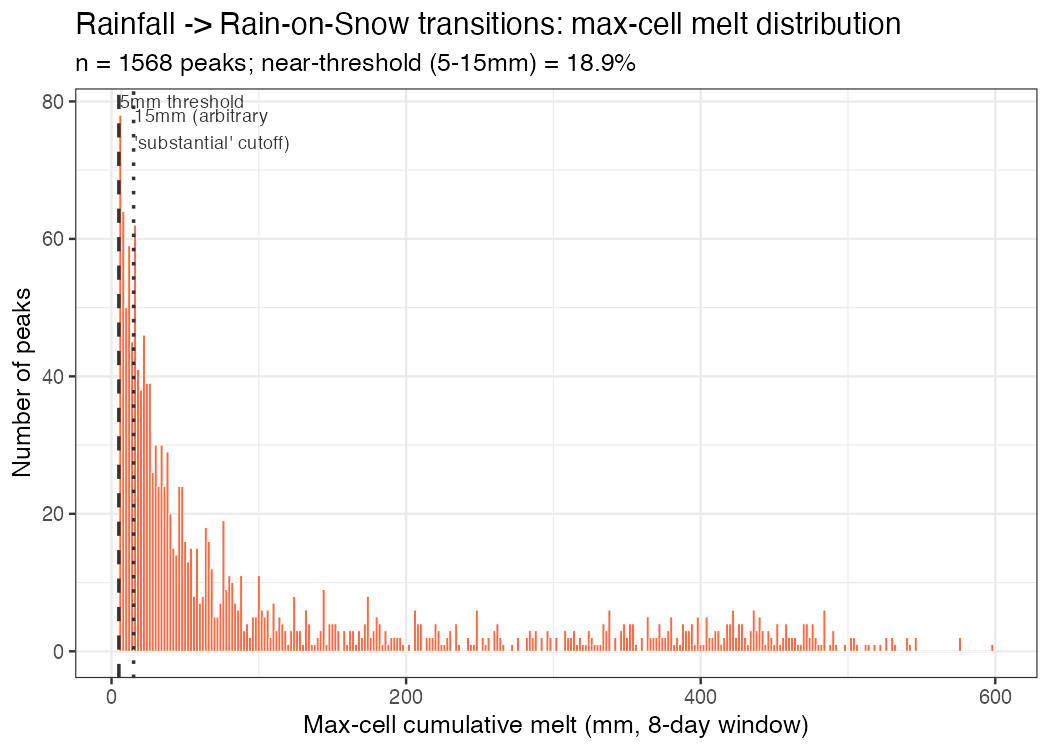 Rainfall -> Rain-on-Snow transitions: max-cell melt distribution
n = 1568 peaks; near-threshold (5-15mm) = 18.9%
5mm threshold
15mm (arbitrary
'substantial' cutoff)
80
60
40
20
0
Number of peaks
0 200 400 600
Max-cell cumulative melt (mm, 8-day window)